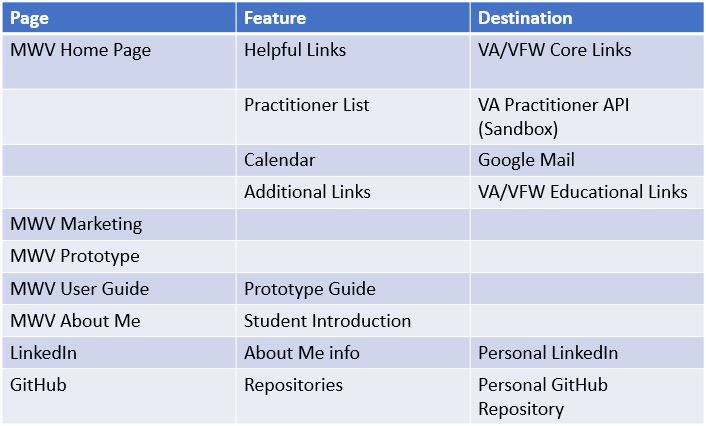 Page Feature Destination
MWV Home Page Helpful Links VA/VFW Core Links
Practitioner List VA Practitioner API
(Sandbox)
Calendar Google Mail
Additional Links VA/VFW Educational Links
MWV Marketing
MWV Prototype
MWV User Guide Prototype Guide
MWV About Me Student Introduction
LinkedIn About Me info Personal LinkedIn
GitHub Repositories Personal GitHub
Repository